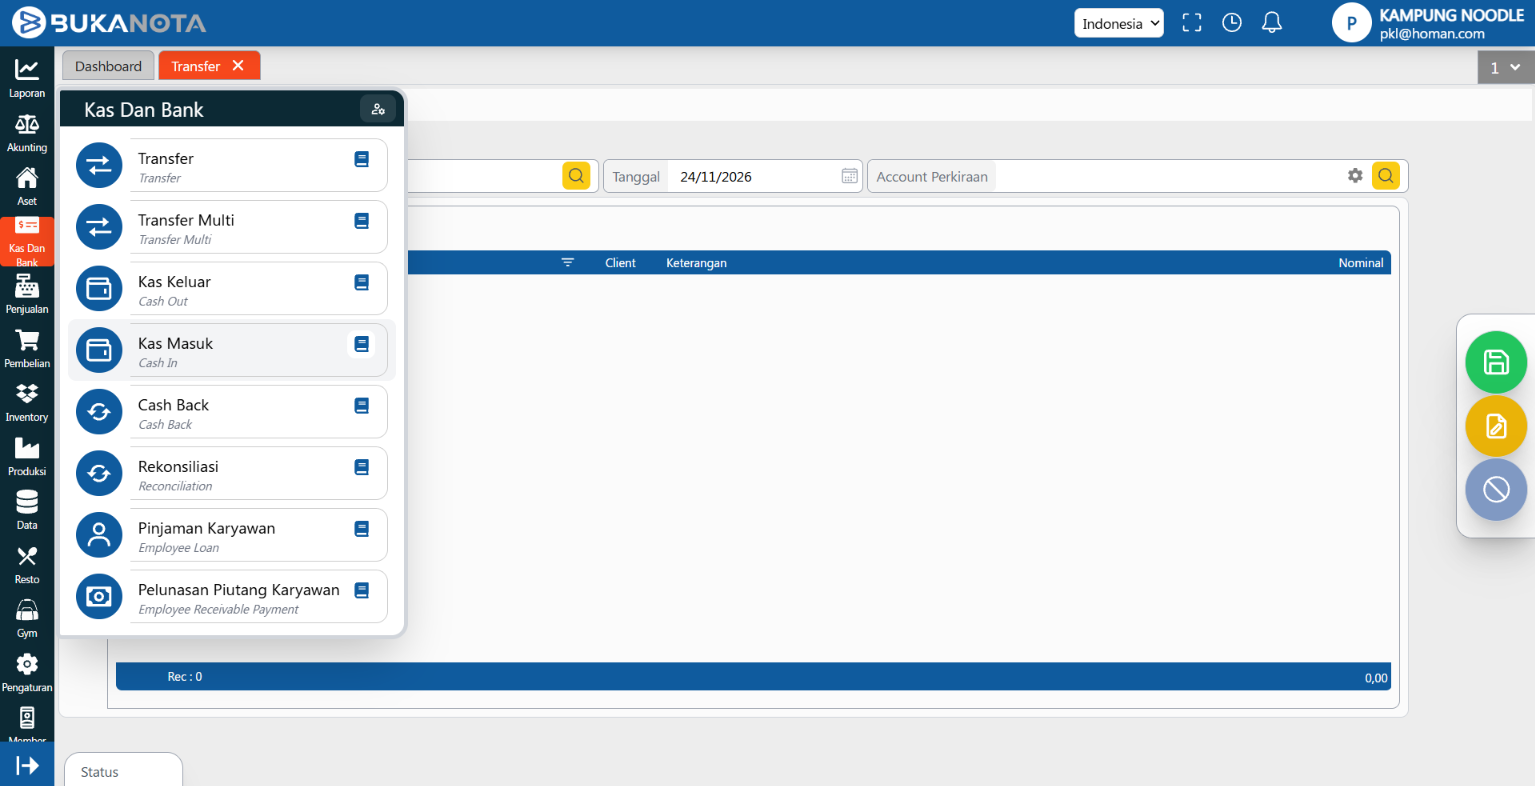 BUKANOTA
Indonesia
P
KAMPUNG NOODLE
pkl@homan.com
Dashboard
Transfer
1
Laporan
Akunting
Aset
Kas Dan
Bank
Penjualan
Pembelian
Inventory
Produksi
Data
Resto
Gym
Pengaturan
Member
Kas Dan Bank
Transfer
Transfer
Transfer Multi
Transfer Multi
Kas Keluar
Cash Out
Kas Masuk
Cash In
Cash Back
Cash Back
Rekonsiliasi
Reconciliation
Pinjaman Karyawan
Employee Loan
Pelunasan Piutang Karyawan
Employee Receivable Payment
Tanggal 24/11/2026
Account Perkiraan
Client Keterangan Nominal
Rec : 0 0,00
Status